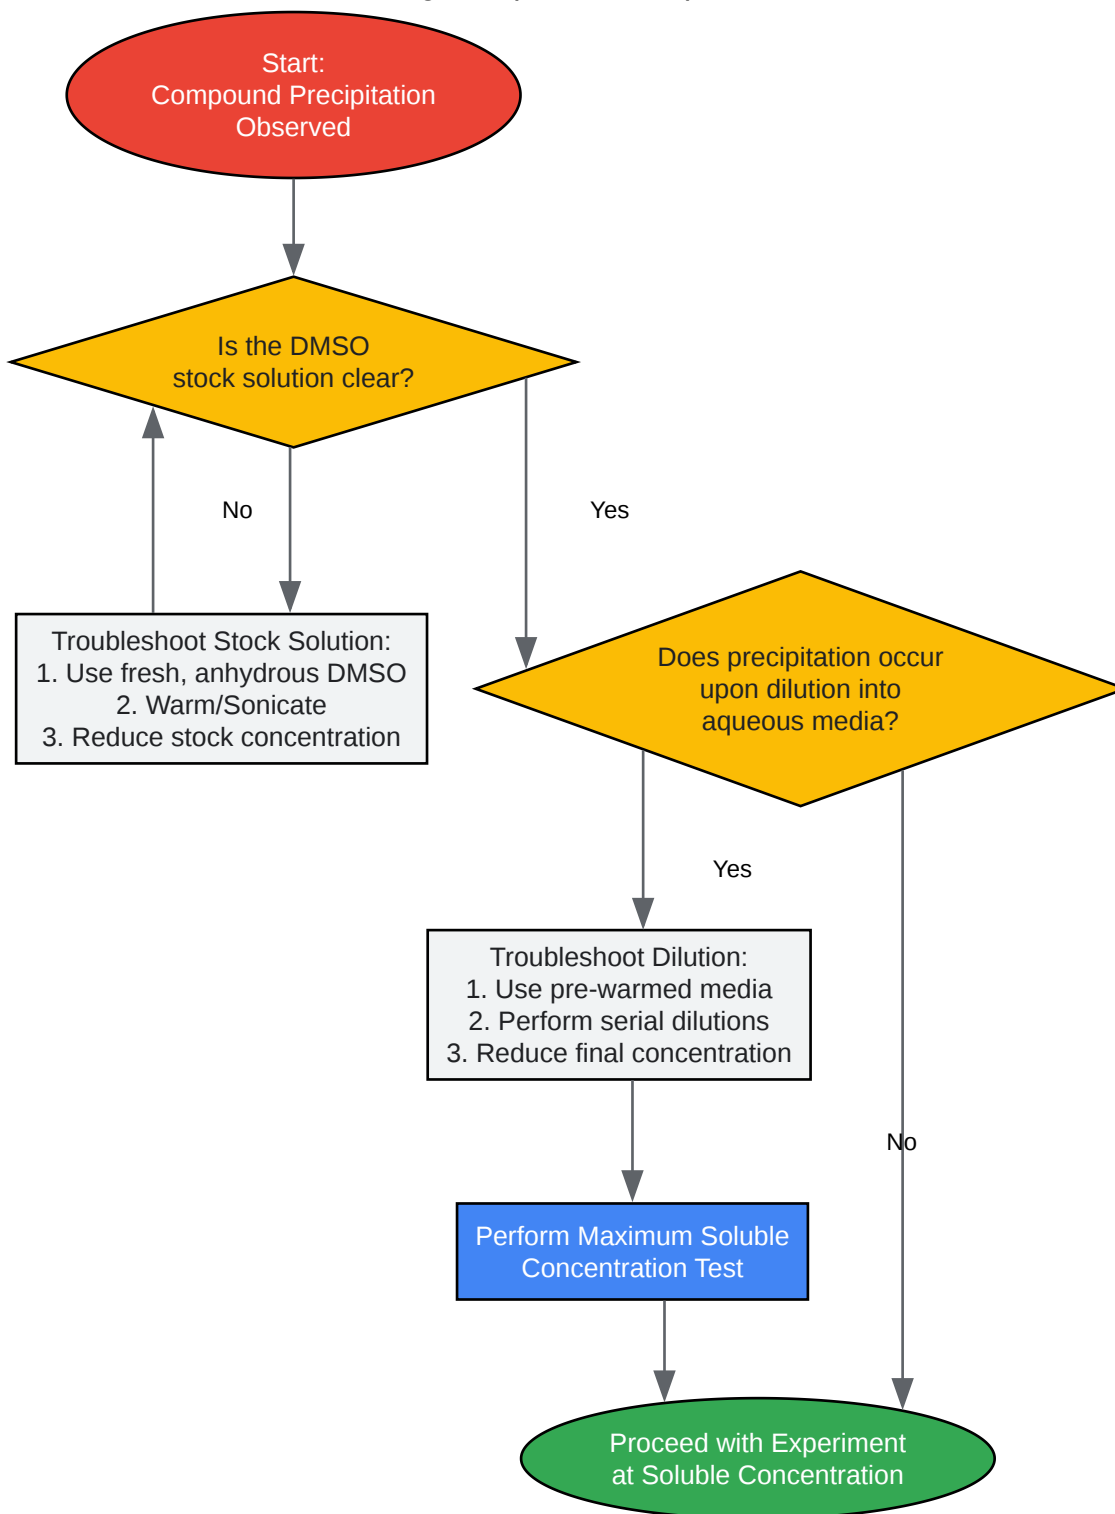 Start:
Compound Precipitation
Observed
Is the DMSO
stock solution clear?
No
Yes
Troubleshoot Stock Solution:
1. Use fresh, anhydrous DMSO
2. Warm/Sonicate
3. Reduce stock concentration
Does precipitation occur
upon dilution into
aqueous media?
Yes
Troubleshoot Dilution:
1. Use pre-warmed media
2. Perform serial dilutions
3. Reduce final concentration
No
Perform Maximum Soluble
Concentration Test
Proceed with Experiment
at Soluble Concentration